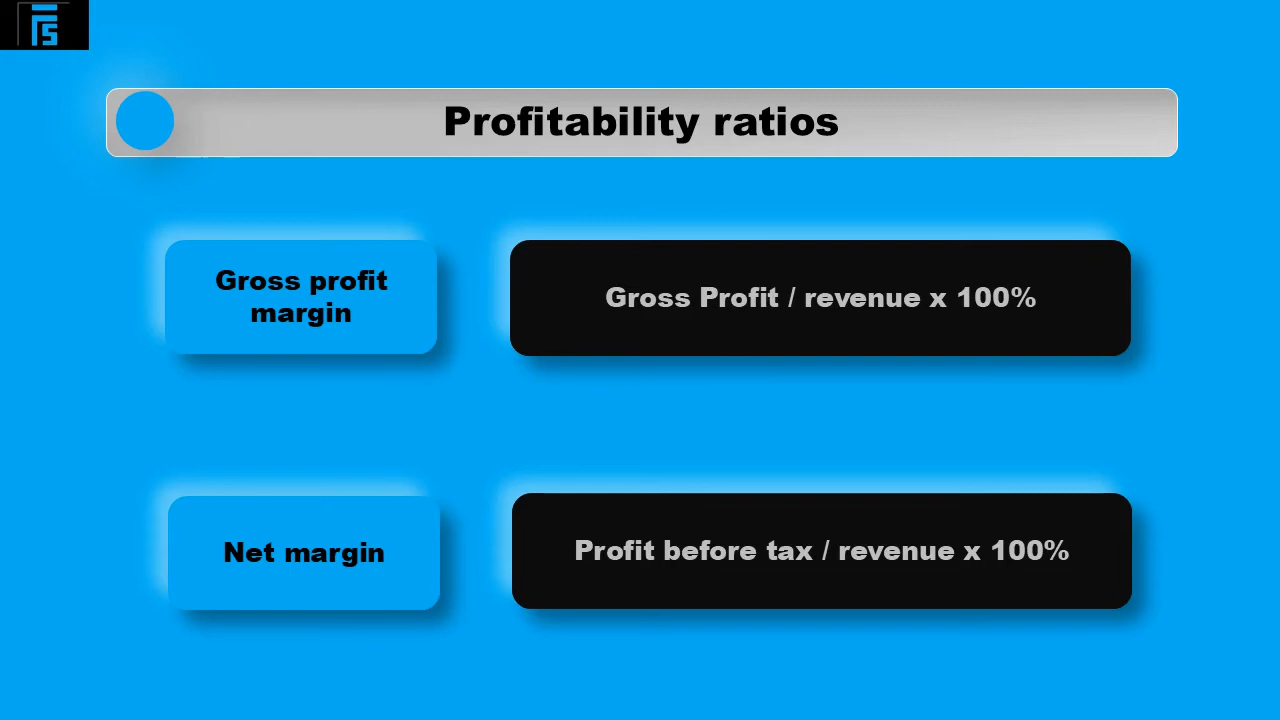 Profitability ratios
Gross profit
margin
Gross Profit / revenue x 100%
Net margin
Profit before tax / revenue x 100%